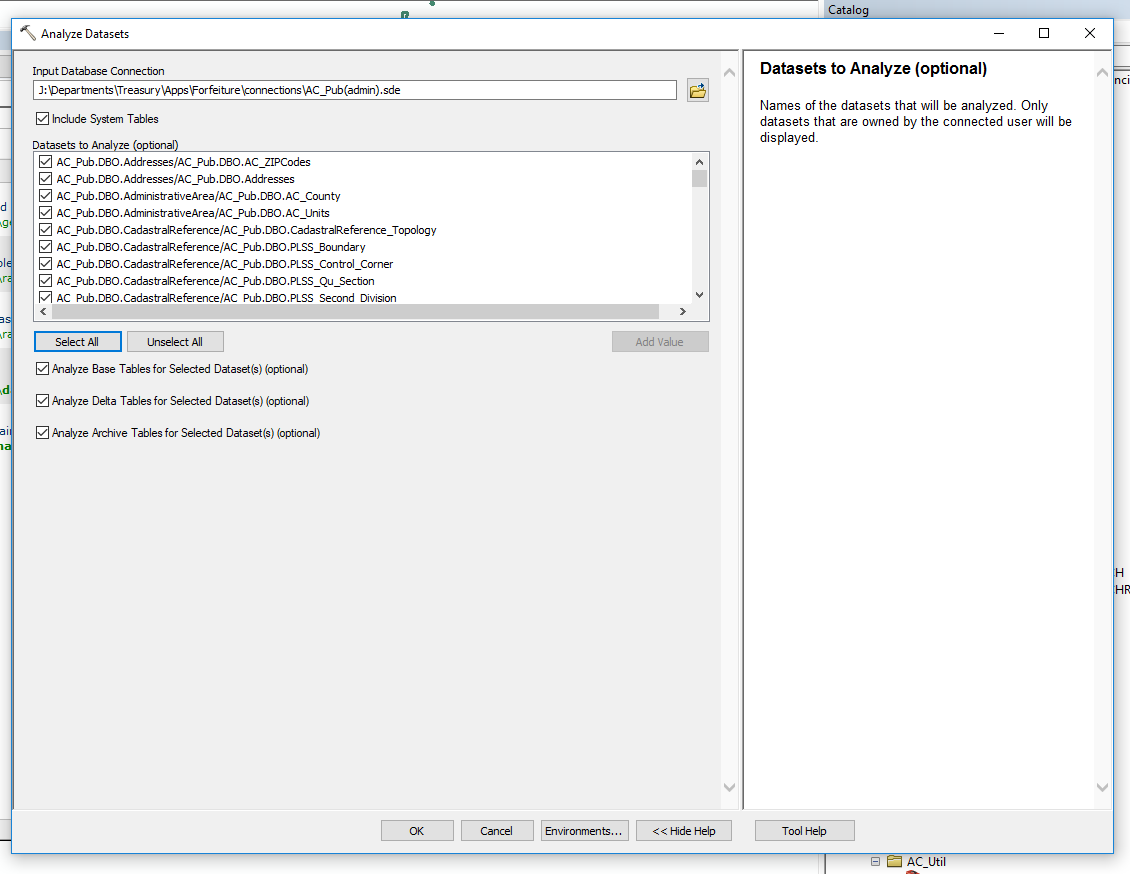 Catalog
Analyze Datasets
Input Database Connection
J:\Departments\Treasury\Apps\Forfeiture\connections\AC_Pub(admin).sde
Include System Tables
Datasets to Analyze (optional)
AC_Pub.DBO.Addresses/AC_Pub.DBO.AC_ZIPCodes
AC_Pub.DBO.Addresses/AC_Pub.DBO.Addresses
AC_Pub.DBO.AdministrativeArea/AC_Pub.DBO.AC_County
AC_Pub.DBO.AdministrativeArea/AC_Pub.DBO.AC_Units
AC_Pub.DBO.CadastralReference/AC_Pub.DBO.CadastralReference_Topology
AC_Pub.DBO.CadastralReference/AC_Pub.DBO.PLSS_Boundary
AC_Pub.DBO.CadastralReference/AC_Pub.DBO.PLSS_Control_Corner
AC_Pub.DBO.CadastralReference/AC_Pub.DBO.PLSS_Qu_Section
AC_Pub.DBO.CadastralReference/AC_Pub.DBO.PLSS_Second_Division
Select All
Unselect All
Add Value
Analyze Base Tables for Selected Dataset(s) (optional)
Analyze Delta Tables for Selected Dataset(s) (optional)
Analyze Archive Tables for Selected Dataset(s) (optional)
Datasets to Analyze (optional)
Names of the datasets that will be analyzed. Only
datasets that are owned by the connected user will be
displayed.
OK
Cancel
Environments...
<< Hide Help
Tool Help
AC_Util